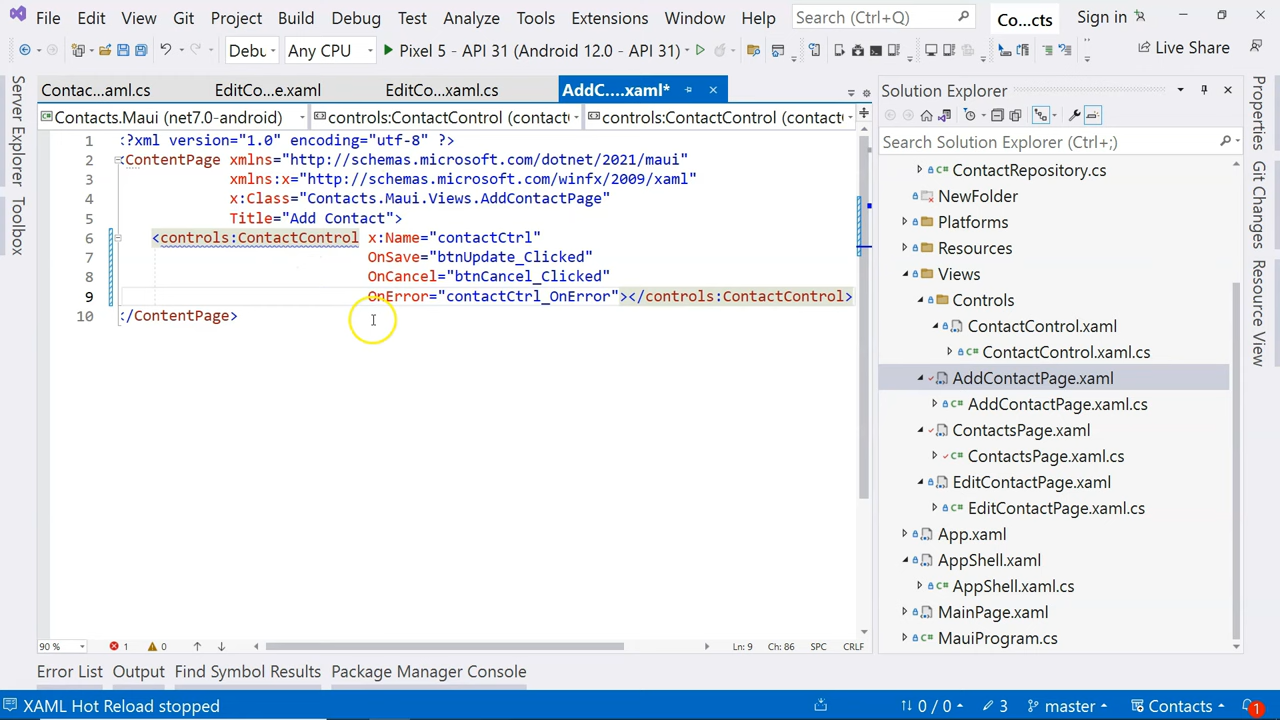 File Edit View Git Project Build Debug Test Analyze Tools Extensions Window Help Search (Ctrl+Q) Co...cts Sign in
Debu Any CPU Pixel 5 - API 31 (Android 12.0 - API 31) Live Share
Contac...aml.cs EditCo...e.xaml EditCo...xaml.cs AddC....xaml* Solution Explorer
Contacts.Maui (net7.0-android) controls:ContactControl (contact controls:ContactControl (contact
Search Solution Explorer (Ctrl+;)
1 <?xml version="1.0" encoding="utf-8" ?>
2 <ContentPage xmlns="http://schemas.microsoft.com/dotnet/2021/maui"
3 xmlns:x="http://schemas.microsoft.com/winfx/2009/xaml"
4 x:Class="Contacts.Maui.Views.AddContactPage"
5 Title="Add Contact">
6 <controls:ContactControl x:Name="contactCtrl"
7 OnSave="btnUpdate_Clicked"
8 OnCancel="btnCancel_Clicked"
9 OnError="contactCtrl_OnError"></controls:ContactControl>
10 </ContentPage>
ContactRepository.cs
NewFolder
Platforms
Resources
Views
Controls
ContactControl.xaml
ContactControl.xaml.cs
AddContactPage.xaml
AddContactPage.xaml.cs
ContactsPage.xaml
ContactsPage.xaml.cs
EditContactPage.xaml
EditContactPage.xaml.cs
App.xaml
AppShell.xaml
AppShell.xaml.cs
MainPage.xaml
MauiProgram.cs
Server Explorer
Toolbox
Properties
Git Changes
Resource View
90 % 1 0 Ln: 9 Ch: 86 SPC CRLF
Error List Output Find Symbol Results Package Manager Console
XAML Hot Reload stopped 0 / 0 3 master Contacts 1